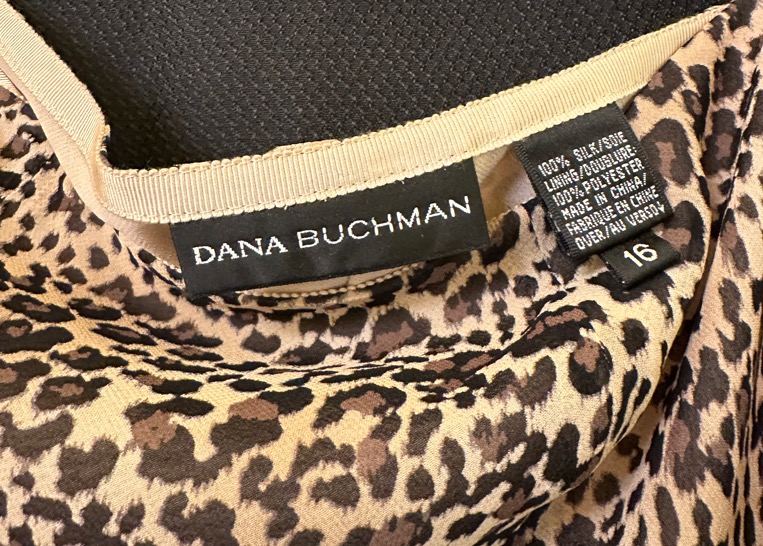 DANA BUCHMAN
100% SILK/SOIE
LINING/DOUBLURE:
100% POLYESTER
MADE IN CHINA/
FABRIQUE EN CHINE
OVER/AU VERSO
16